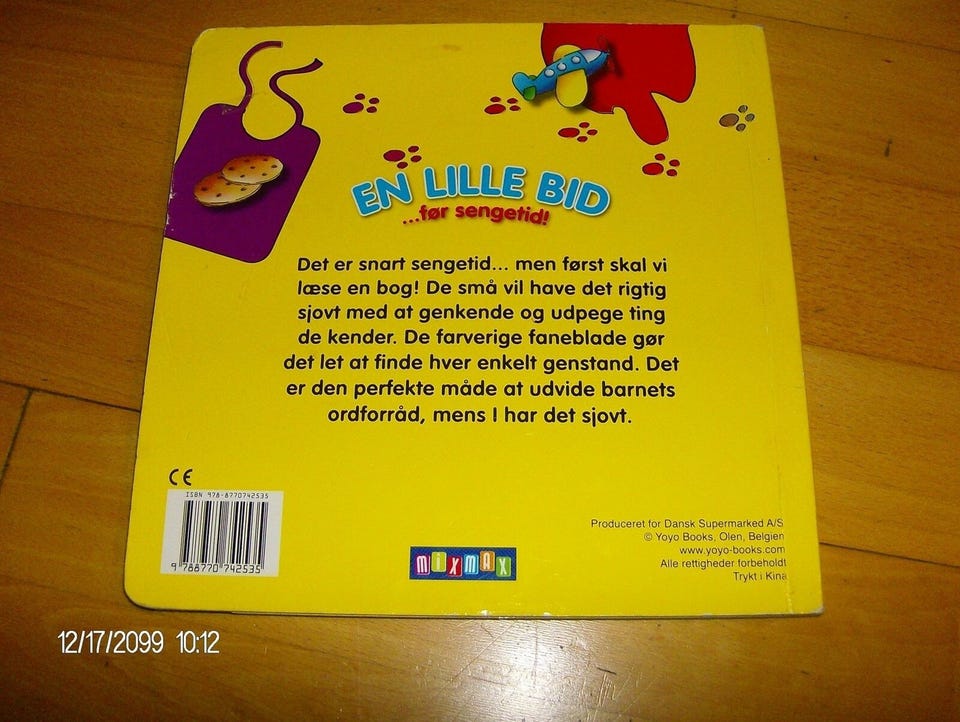 EN LILLE BID
...før sengetid!
Det er snart sengetid... men først skal vi
læse en bog! De små vil have det rigtig
sjovt med at genkende og udpege ting
de kender. De farverige faneblade gør
det let at finde hver enkelt genstand. Det
er den perfekte måde at udvide barnets
ordforråd, mens I har det sjovt.
CE
ISBN 978-8770742535
9 788770 742535
mixmax
Produceret for Dansk Supermarked A/S
© Yoyo Books, Olen, Belgien
www.yoyo-books.com
Alle rettigheder forbeholdt
Trykt i Kina
12/17/2099 10:12